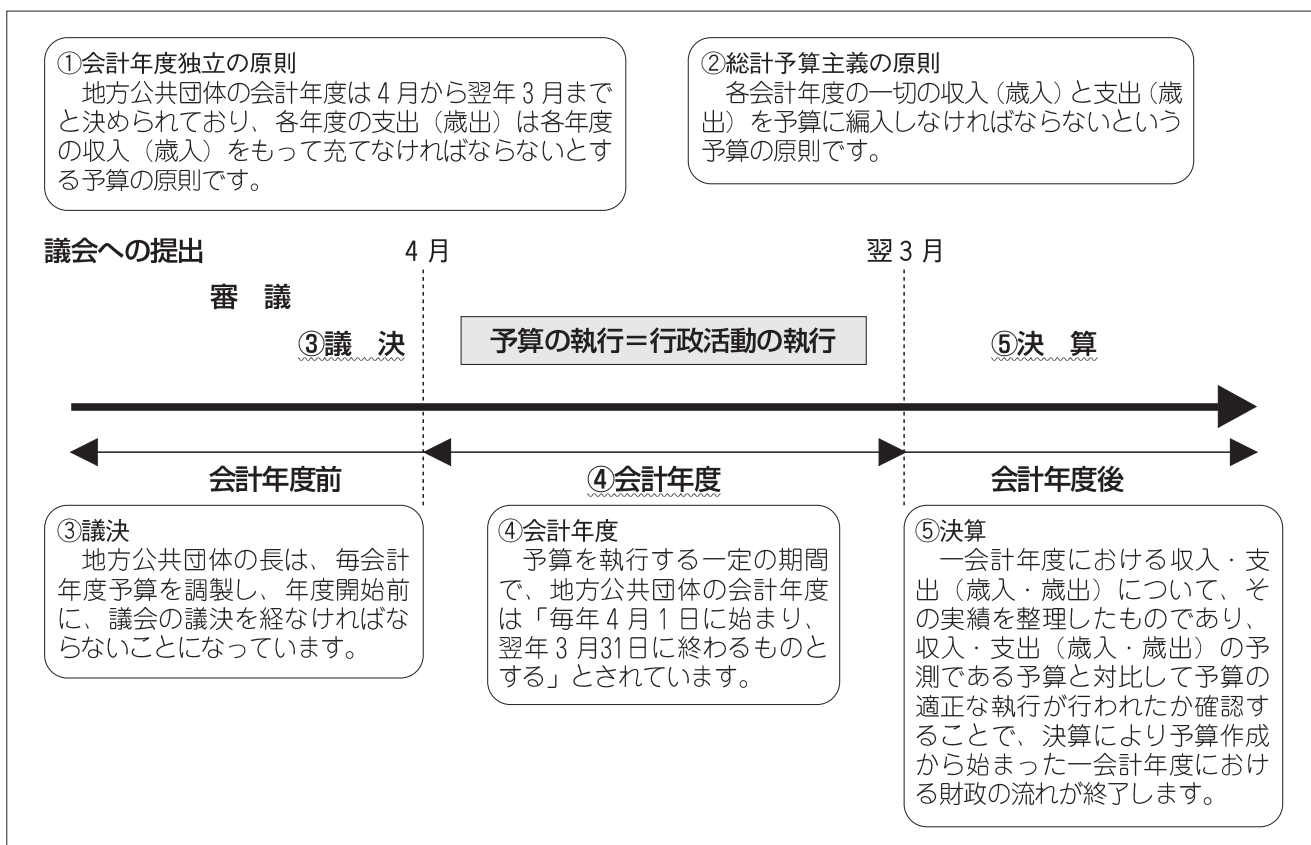 ①会計年度独立の原則
地方公共団体の会計年度は4月から翌年3月まで
と決められており、各年度の支出（歳出）は各年度
の収入（歳入）をもって充てなければならないとす
る予算の原則です。
②総計予算主義の原則
各会計年度の一切の収入（歳入）と支出（歳
出）を予算に編入しなければならないという
予算の原則です。
議会への提出
4月
翌3月
審　議
③議　決
予算の執行＝行政活動の執行
⑤決　算
会計年度前
④会計年度
会計年度後
③議決
地方公共団体の長は、毎会計
年度予算を調製し、年度開始前
に、議会の議決を経なければな
らないことになっています。
④会計年度
予算を執行する一定の期間
で、地方公共団体の会計年度
は「毎年4月1日に始まり、
翌年3月31日に終わるものと
する」とされています。
⑤決算
一会計年度における収入・支
出（歳入・歳出）について、そ
の実績を整理したものであり、
収入・支出（歳入・歳出）の予
測である予算と対比して予算の
適正な執行が行われたか確認す
ることで、決算により予算作成
から始まった一会計年度におけ
る財政の流れが終了します。